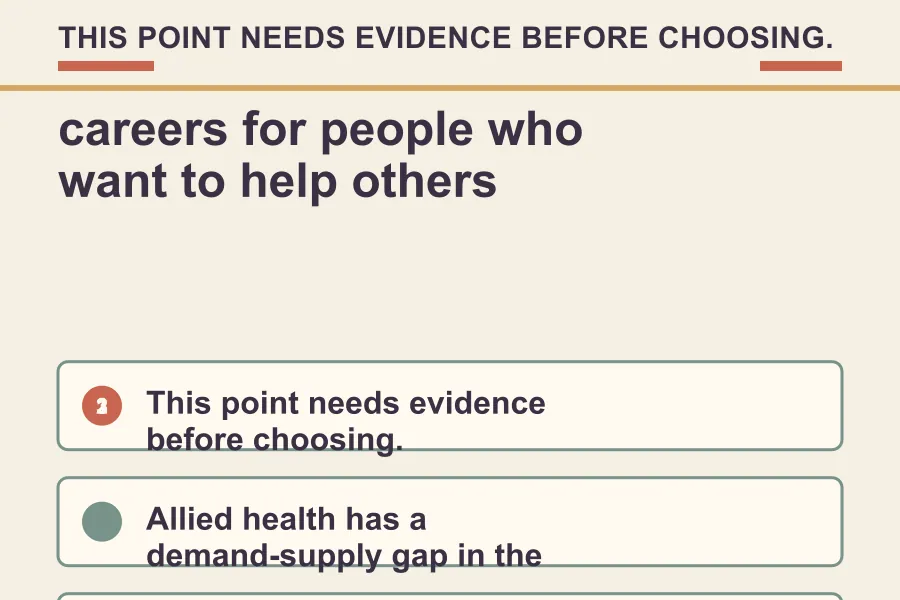 THIS POINT NEEDS EVIDENCE BEFORE CHOOSING.
careers for people who
want to help others
This point needs evidence
before choosing.
Allied health has a
demand-supply gap in the